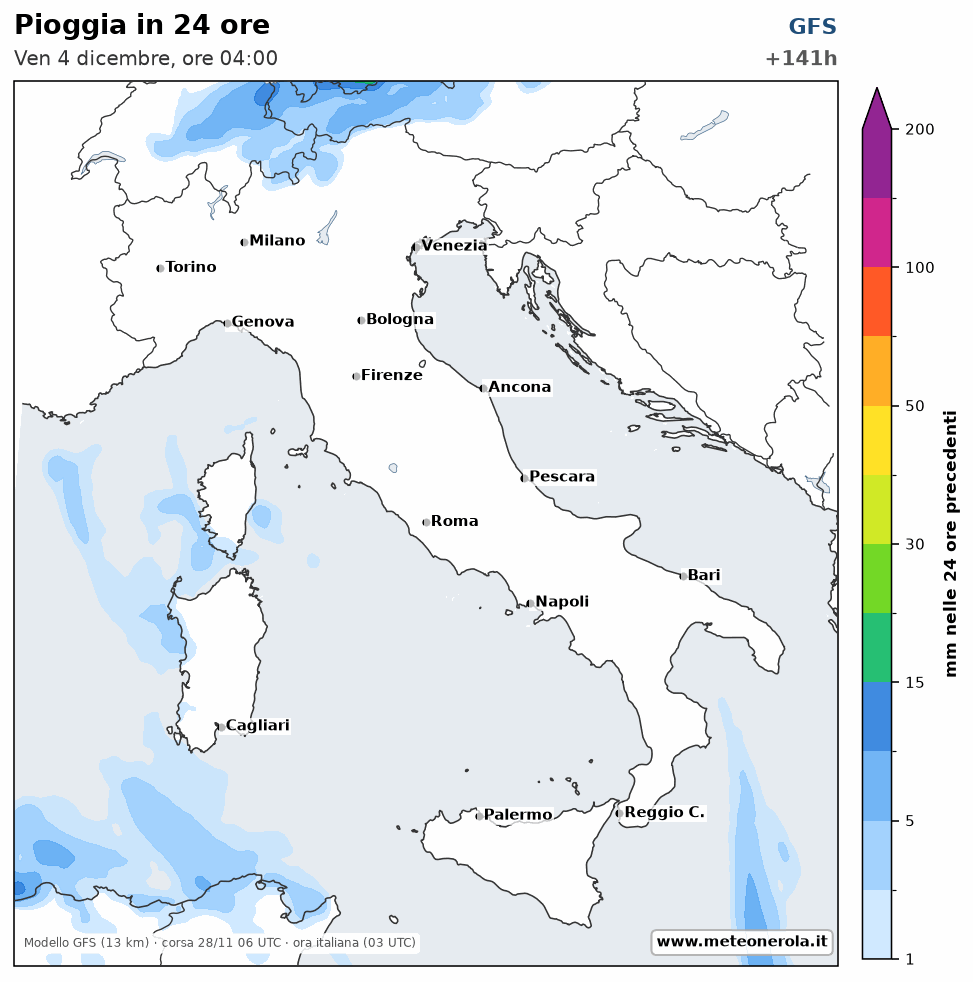 Pioggia in 24 ore
GFS
Ven 4 dicembre, ore 04:00
+141h
200
100
50
30
15
5
1
mm nelle 24 ore precedenti
Milano
Venezia
Torino
Genova
Bologna
Firenze
Ancona
Pescara
Roma
Bari
Napoli
Cagliari
Palermo
Reggio C.
Modello GFS (13 km) · corsa 28/11 06 UTC · ora italiana (03 UTC)
www.meteonerola.it